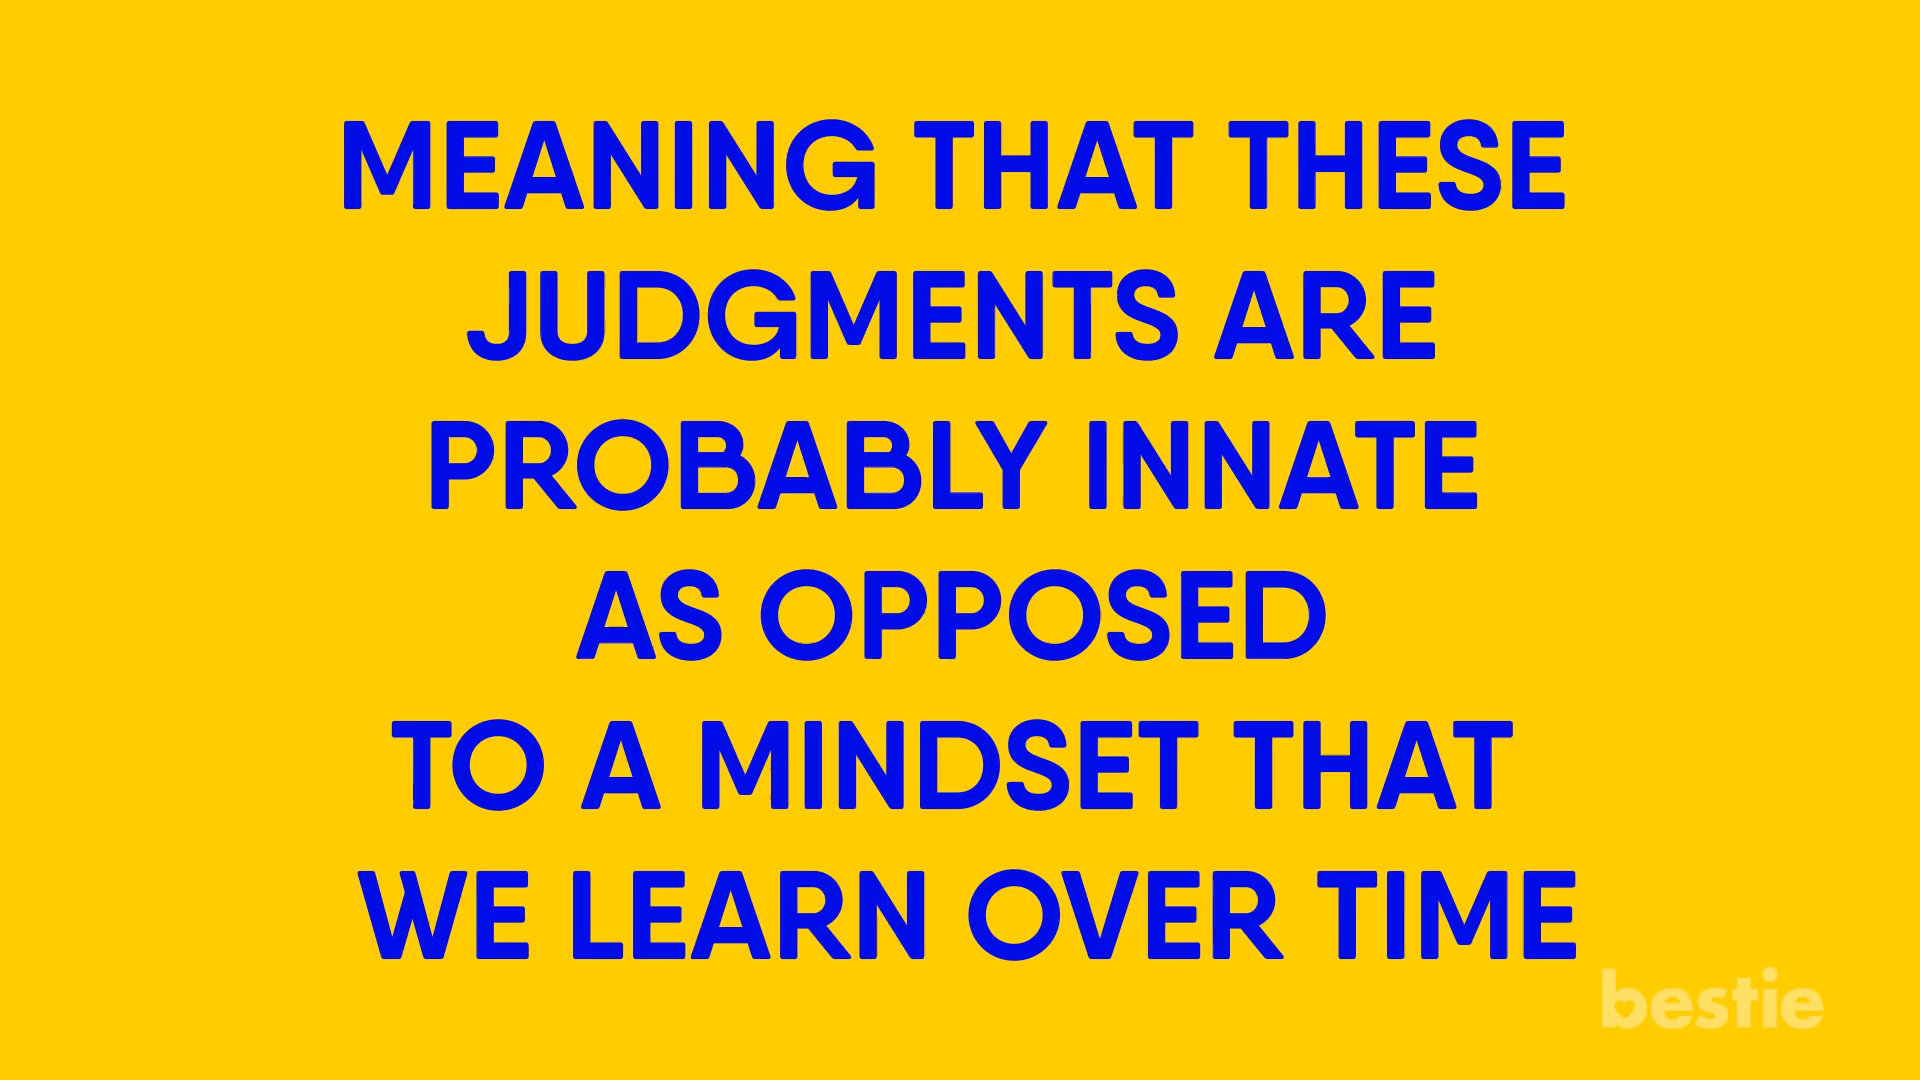 MEANING THAT THESE
JUDGMENTS ARE
PROBABLY INNATE
AS OPPOSED
TO A MINDSET THAT
WE LEARN OVER TIME
bestie